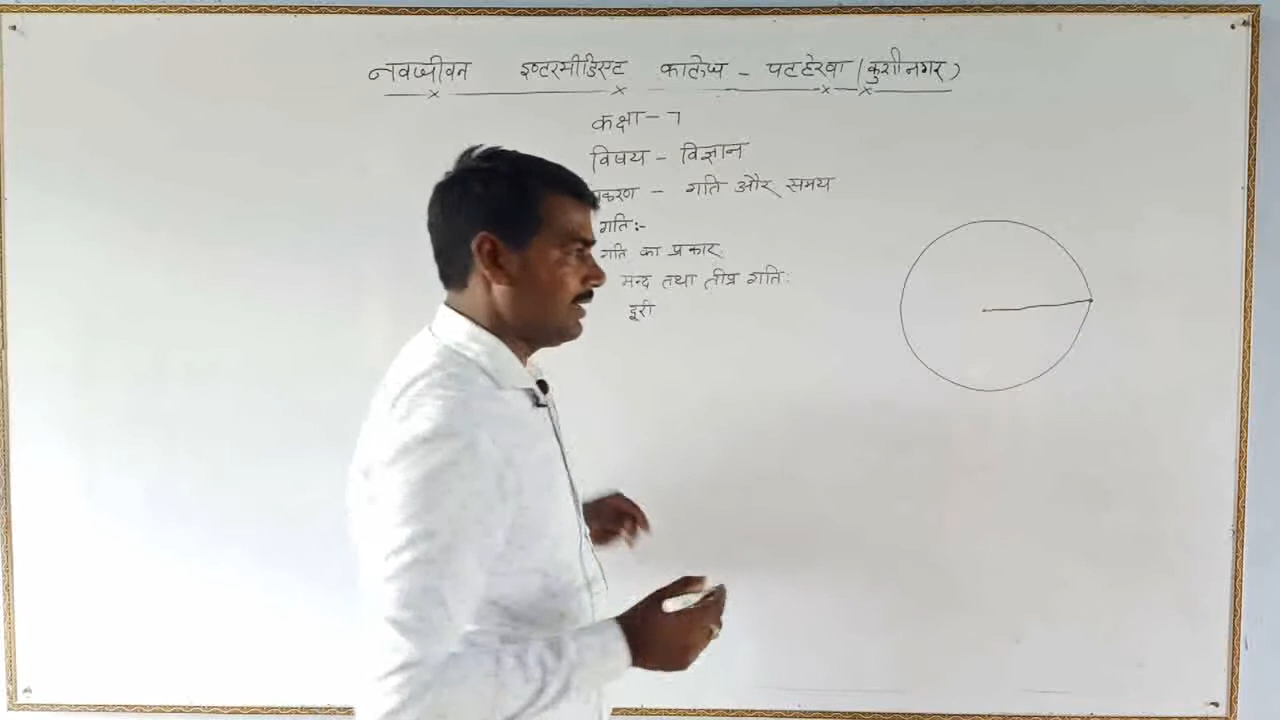 नवजीवन इण्टरमीडिएट कालेज - पटहेरवा (कुशीनगर)
कक्षा - 7
विषय - विज्ञान
प्रकरण - गति और समय
गति :-
गति का प्रकार
मन्द तथा तीव्र गति :
दूरी